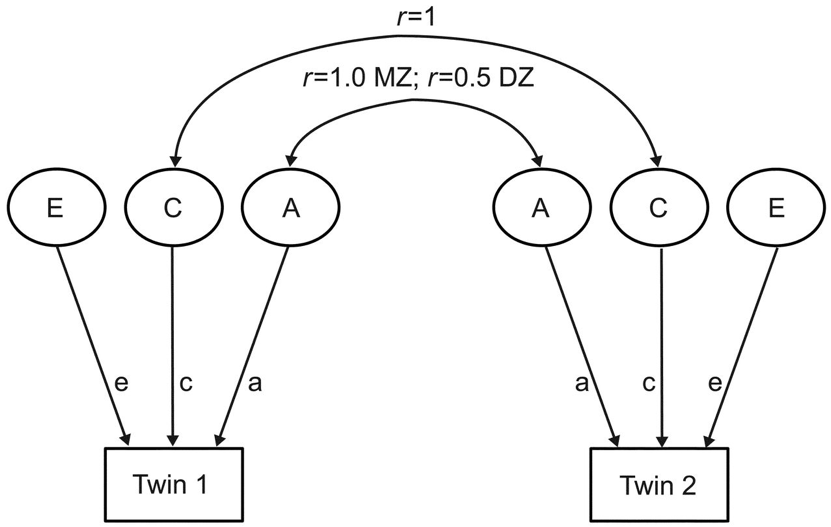 r=1
r=1.0 MZ; r=0.5 DZ
E C A A C E
e c a a c e
Twin 1 Twin 2